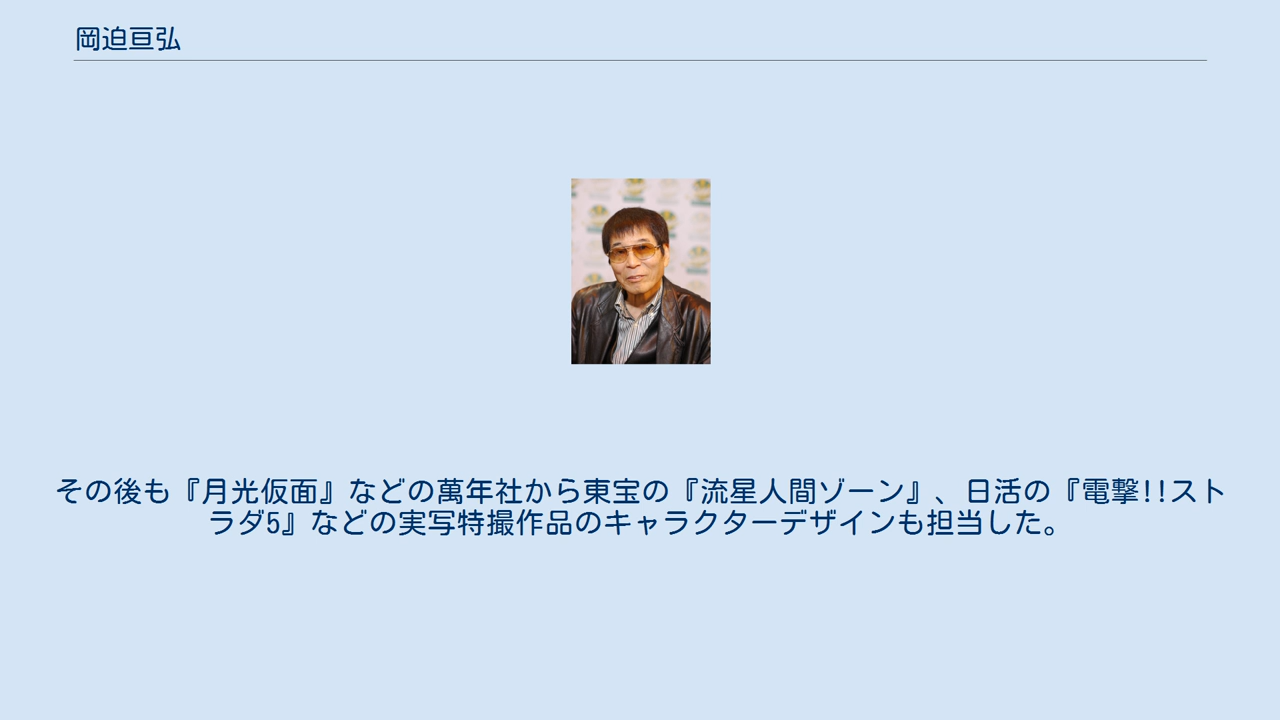 岡迫亘弘
その後も『月光仮面』などの萬年社から東宝の『流星人間ゾーン』、日活の『電撃!!スト
ラダ5』などの実写特撮作品のキャラクターデザインも担当した。